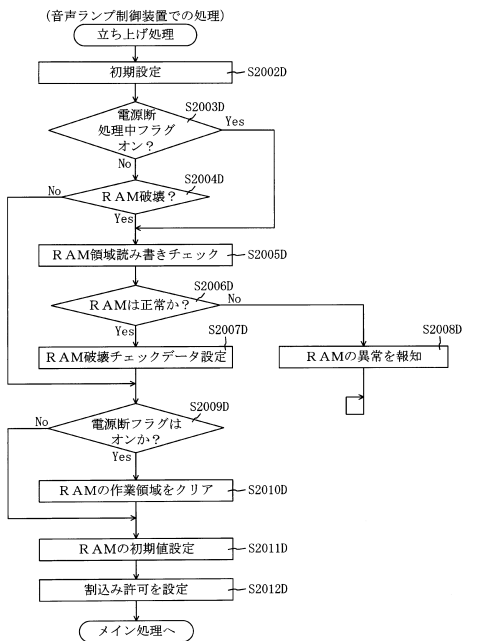 （音声ランプ制御装置での処理）
立ち上げ処理
初期設定
S2002D
S2003D
電源断
処理中フラグ
オン？
Yes
No
S2004D
No
ＲＡＭ破壊？
Yes
ＲＡＭ領域読み書きチェック
S2005D
S2006D
ＲＡＭは正常か？
No
Yes
S2007D
S2008D
ＲＡＭ破壊チェックデータ設定
ＲＡＭの異常を報知
S2009D
No
電源断フラグは
オンか？
Yes
ＲＡＭの作業領域をクリア
S2010D
ＲＡＭの初期値設定
S2011D
割込み許可を設定
S2012D
メイン処理へ